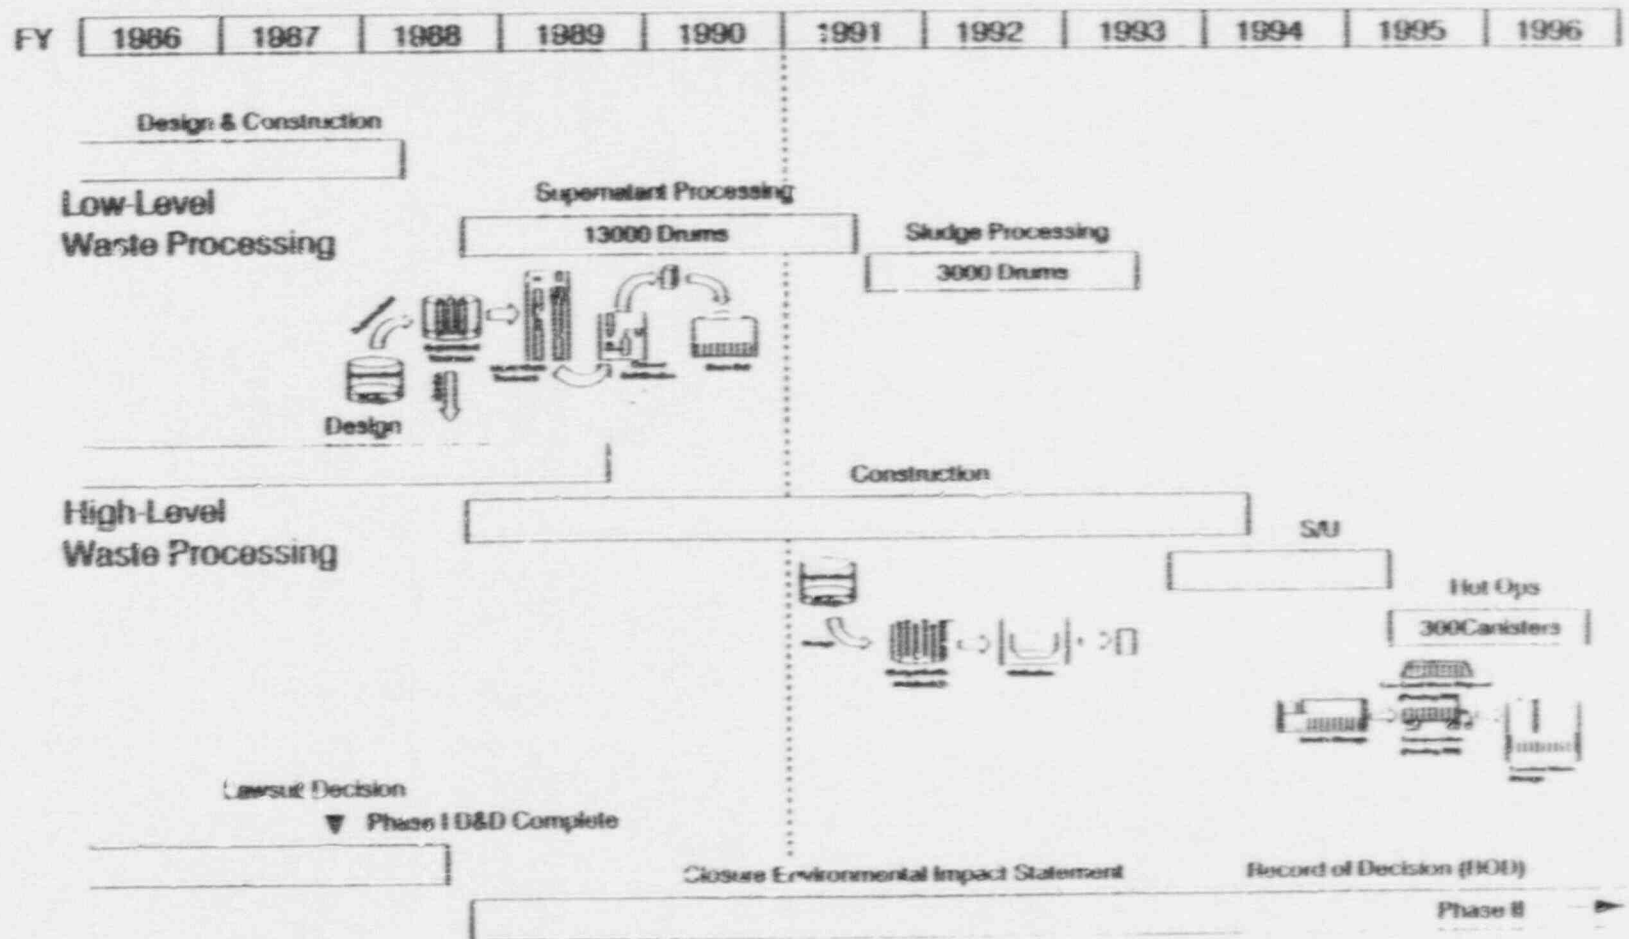 FY 1986 1987 1988 1989 1990 1991 1992 1993 1994 1995 1996
Design & Construction
Low-Level
Waste Processing
Supernatant Processing
13000 Drums
Sludge Processing
3000 Drums
Design
Construction
High-Level
Waste Processing
S/U
Hot Ops
300Canisters
Lawsuit Decision
▼ Phase I D&D Complete
Closure Environmental Impact Statement
Record of Decision (ROD)
Phase II